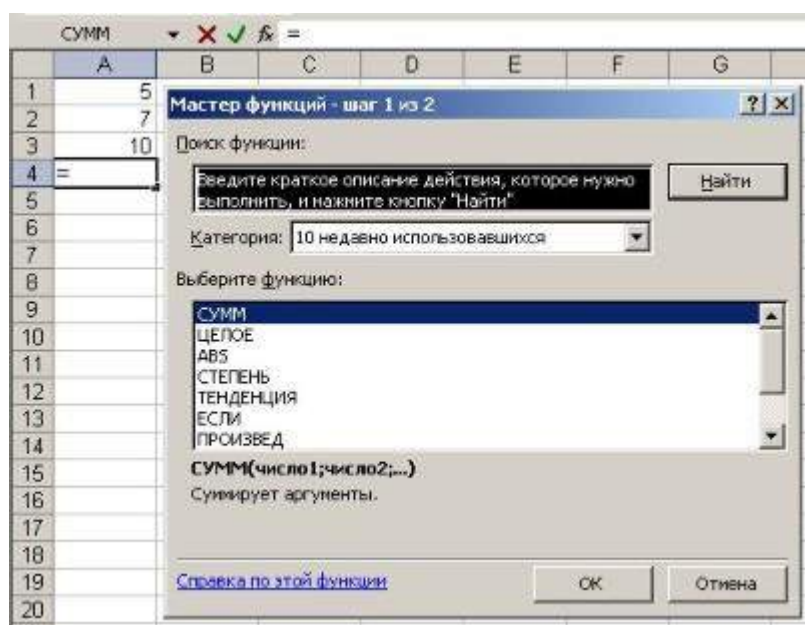 СУММ fx =
A B C D E F G
1 5
2 7
3 10
4 =
5
6
7
8
9
10
11
12
13
14
15
16
17
18
19
20
Мастер функций - шаг 1 из 2
Поиск функции:
Введите краткое описание действия, которое нужно
выполнить, и нажмите кнопку "Найти"
Найти
Категория: 10 недавно использовавшихся
Выберите функцию:
СУММ
ЦЕЛОЕ
ABS
СТЕПЕНЬ
ТЕНДЕНЦИЯ
ЕСЛИ
ПРОИЗВЕД
СУММ(число1;число2;...)
Суммирует аргументы.
Справка по этой функции
ОК Отмена